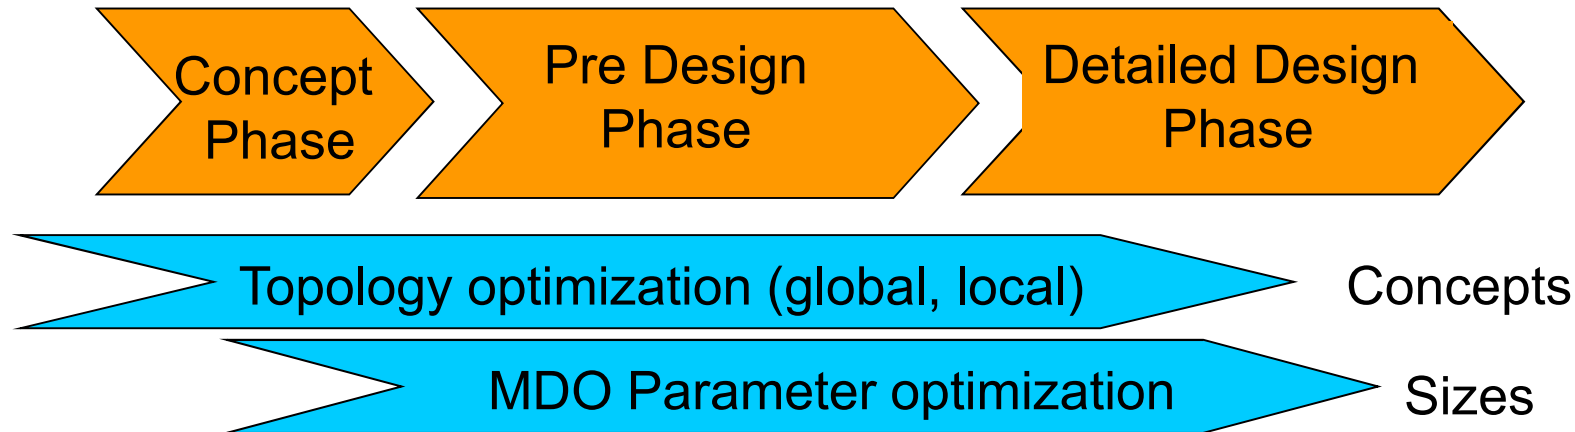 Concept
Phase
Pre Design
Phase
Detailed Design
Phase
Topology optimization (global, local)
Concepts
MDO Parameter optimization
Sizes